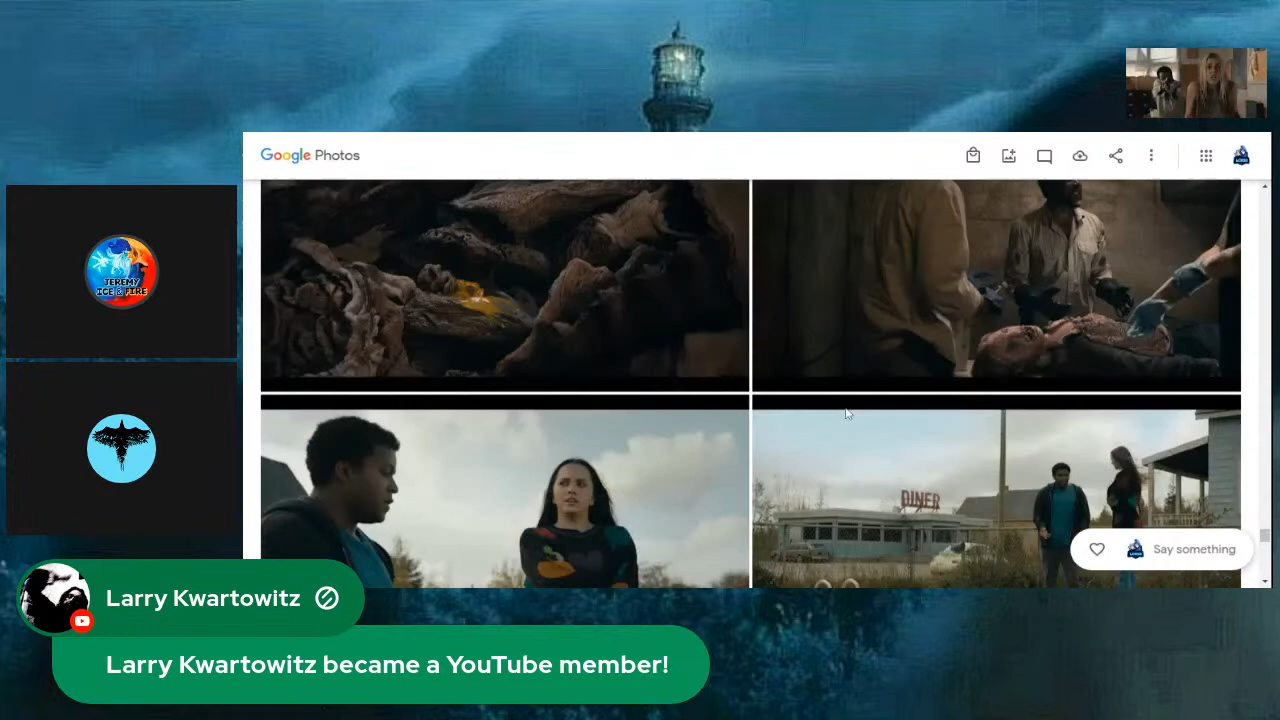 Google Photos
JEREMY
ICE & FIRE
DINER
Say something
Larry Kwartowitz
Larry Kwartowitz became a YouTube member!